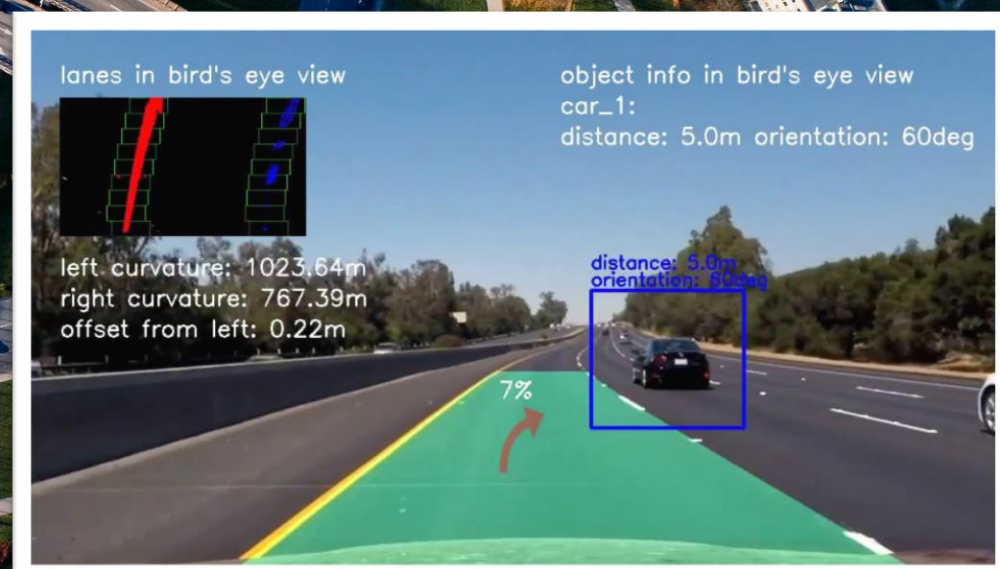 lanes in bird's eye view
object info in bird's eye view
car_1:
distance: 5.0m orientation: 60deg
left curvature: 1023.64m
right curvature: 767.39m
offset from left: 0.22m
distance: 5.0m
orientation: 60deg
7%